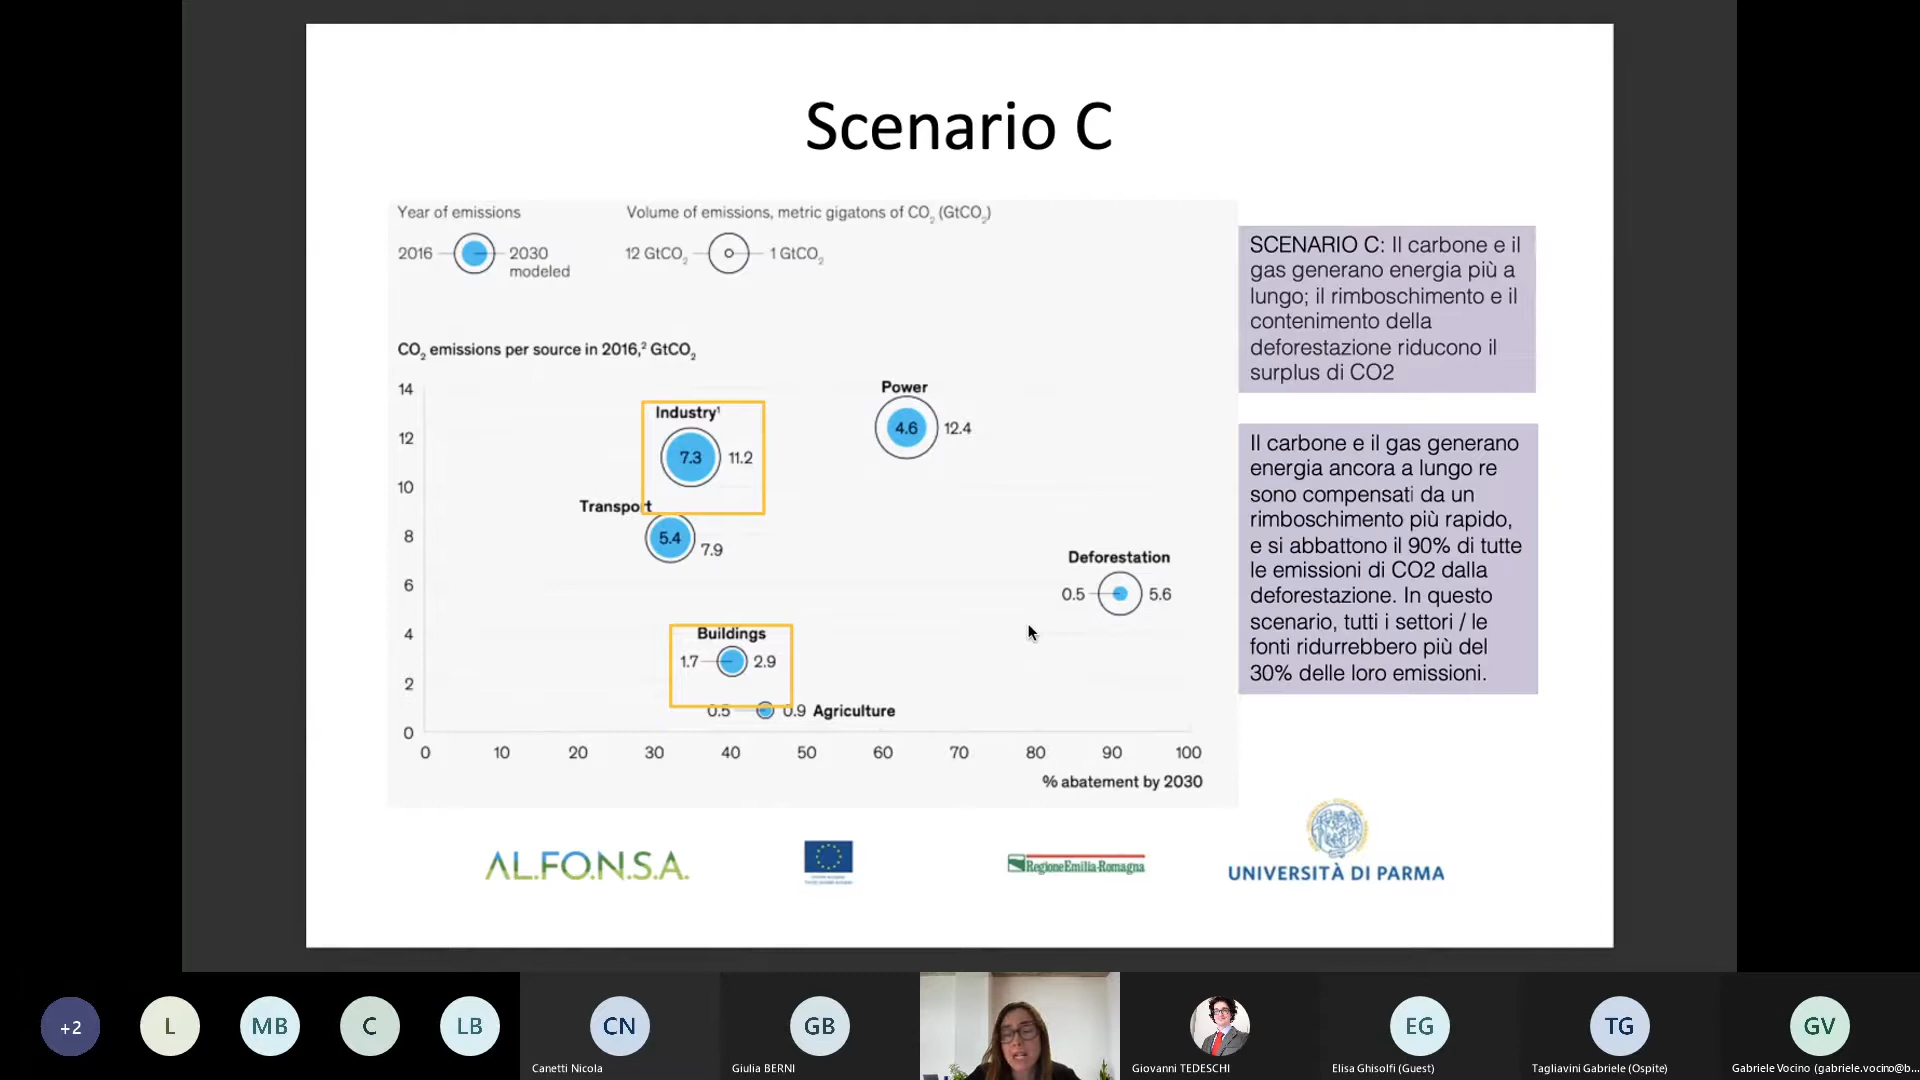 Scenario C
Year of emissions
2016
2030
modeled
Volume of emissions, metric gigatons of CO2 (GtCO2)
12 GtCO2
1 GtCO2
CO2 emissions per source in 2016,2 GtCO2
14
12
10
8
6
4
2
0
0
10
20
30
40
50
60
70
80
90
100
% abatement by 2030
Power
4.6
12.4
Industry1
7.3
11.2
Transport
5.4
7.9
Deforestation
0.5
5.6
Buildings
1.7
2.9
0.5
0.9
Agriculture
SCENARIO C: Il carbone e il
gas generano energia più a
lungo; il rimboschimento e il
contenimento della
deforestazione riducono il
surplus di CO2
Il carbone e il gas generano
energia ancora a lungo re
sono compensati da un
rimboschimento più rapido,
e si abbattono il 90% di tutte
le emissioni di CO2 dalla
deforestazione. In questo
scenario, tutti i settori / le
fonti ridurrebbero più del
30% delle loro emissioni.
AL.FO.N.S.A.
RegioneEmilia-Romagna
UNIVERSITÀ DI PARMA
+2
L
MB
C
LB
CN
Canetti Nicola
GB
Giulia BERNI
Giovanni TEDESCHI
EG
Elisa Ghisolfi (Guest)
TG
Tagliavini Gabriele (Ospite)
GV
Gabriele Vocino (gabriele.vocino@b...